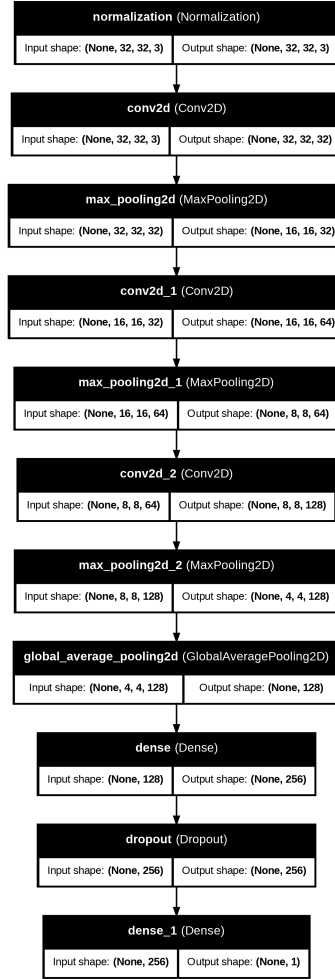 normalization (Normalization)
Input shape: (None, 32, 32, 3) Output shape: (None, 32, 32, 3)
conv2d (Conv2D)
Input shape: (None, 32, 32, 3) Output shape: (None, 32, 32, 32)
max_pooling2d (MaxPooling2D)
Input shape: (None, 32, 32, 32) Output shape: (None, 16, 16, 32)
conv2d_1 (Conv2D)
Input shape: (None, 16, 16, 32) Output shape: (None, 16, 16, 64)
max_pooling2d_1 (MaxPooling2D)
Input shape: (None, 16, 16, 64) Output shape: (None, 8, 8, 64)
conv2d_2 (Conv2D)
Input shape: (None, 8, 8, 64) Output shape: (None, 8, 8, 128)
max_pooling2d_2 (MaxPooling2D)
Input shape: (None, 8, 8, 128) Output shape: (None, 4, 4, 128)
global_average_pooling2d (GlobalAveragePooling2D)
Input shape: (None, 4, 4, 128) Output shape: (None, 128)
dense (Dense)
Input shape: (None, 128) Output shape: (None, 256)
dropout (Dropout)
Input shape: (None, 256) Output shape: (None, 256)
dense_1 (Dense)
Input shape: (None, 256) Output shape: (None, 1)